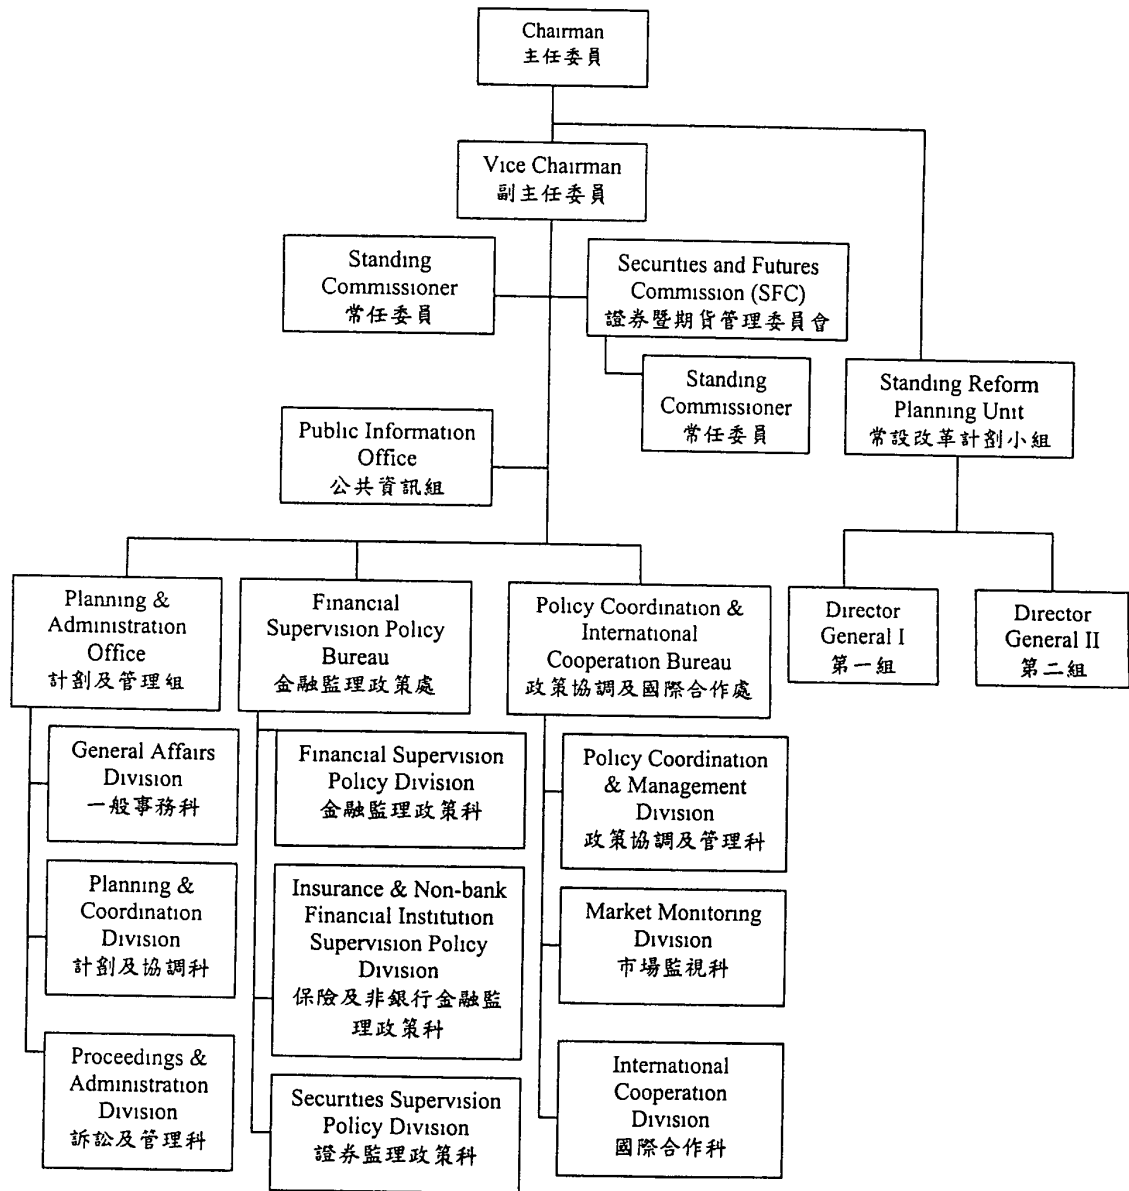 Chairman
主任委員
Vice Chairman
副主任委員
Standing
Commissioner
常任委員
Securities and Futures
Commission (SFC)
證券暨期貨管理委員會
Standing
Commissioner
常任委員
Standing Reform
Planning Unit
常設改革計劃小組
Public Information
Office
公共資訊組
Planning &
Administration
Office
計劃及管理組
Financial
Supervision Policy
Bureau
金融監理政策處
Policy Coordination &
International
Cooperation Bureau
政策協調及國際合作處
Director
General I
第一組
Director
General II
第二組
General Affairs
Division
一般事務科
Planning &
Coordination
Division
計劃及協調科
Proceedings &
Administration
Division
訴訟及管理科
Financial Supervision
Policy Division
金融監理政策科
Insurance & Non-bank
Financial Institution
Supervision Policy
Division
保險及非銀行金融監
理政策科
Securities Supervision
Policy Division
證券監理政策科
Policy Coordination
& Management
Division
政策協調及管理科
Market Monitoring
Division
市場監視科
International
Cooperation
Division
國際合作科